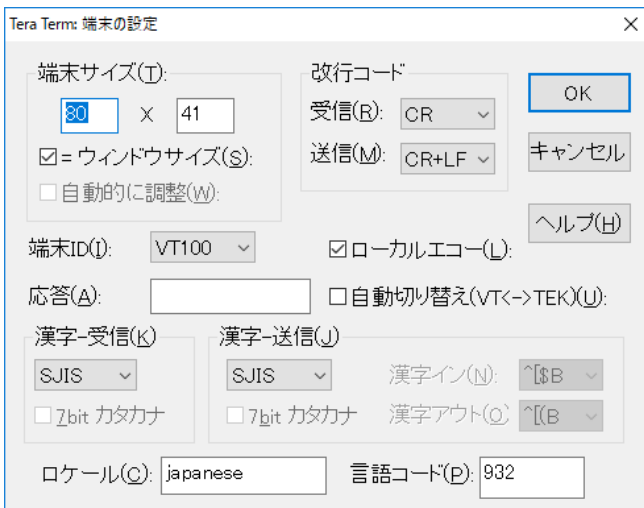 Tera Term: 端末の設定
端末サイズ(T):
80 X 41
= ウィンドウサイズ(S):
自動的に調整(W):
改行コード
受信(R): CR
送信(M): CR+LF
OK
キャンセル
ヘルプ(H)
端末ID(I): VT100
ローカルエコー(L):
応答(A):
自動切り替え(VT<->TEK)(U):
漢字-受信(K)
SJIS
7bit カタカナ
漢字-送信(J)
SJIS
7bit カタカナ
漢字イン(N): ^[$B
漢字アウト(O) ^[(B
ロケール(C): japanese
言語コード(P): 932